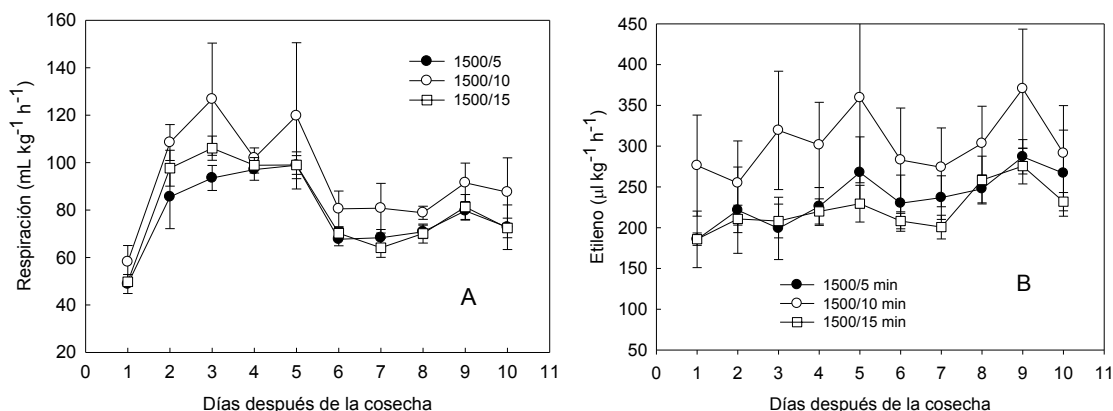 160
140
120
100
80
60
40
20
Respiración (mL kg-1 h-1)
1500/5
1500/10
1500/15
A
0 1 2 3 4 5 6 7 8 9 10 11
Días después de la cosecha
450
400
350
300
250
200
150
100
50
Etileno (µl kg-1 h-1)
B
1500/5 min
1500/10 min
1500/15 min
0 1 2 3 4 5 6 7 8 9 10 11
Días después de la cosecha